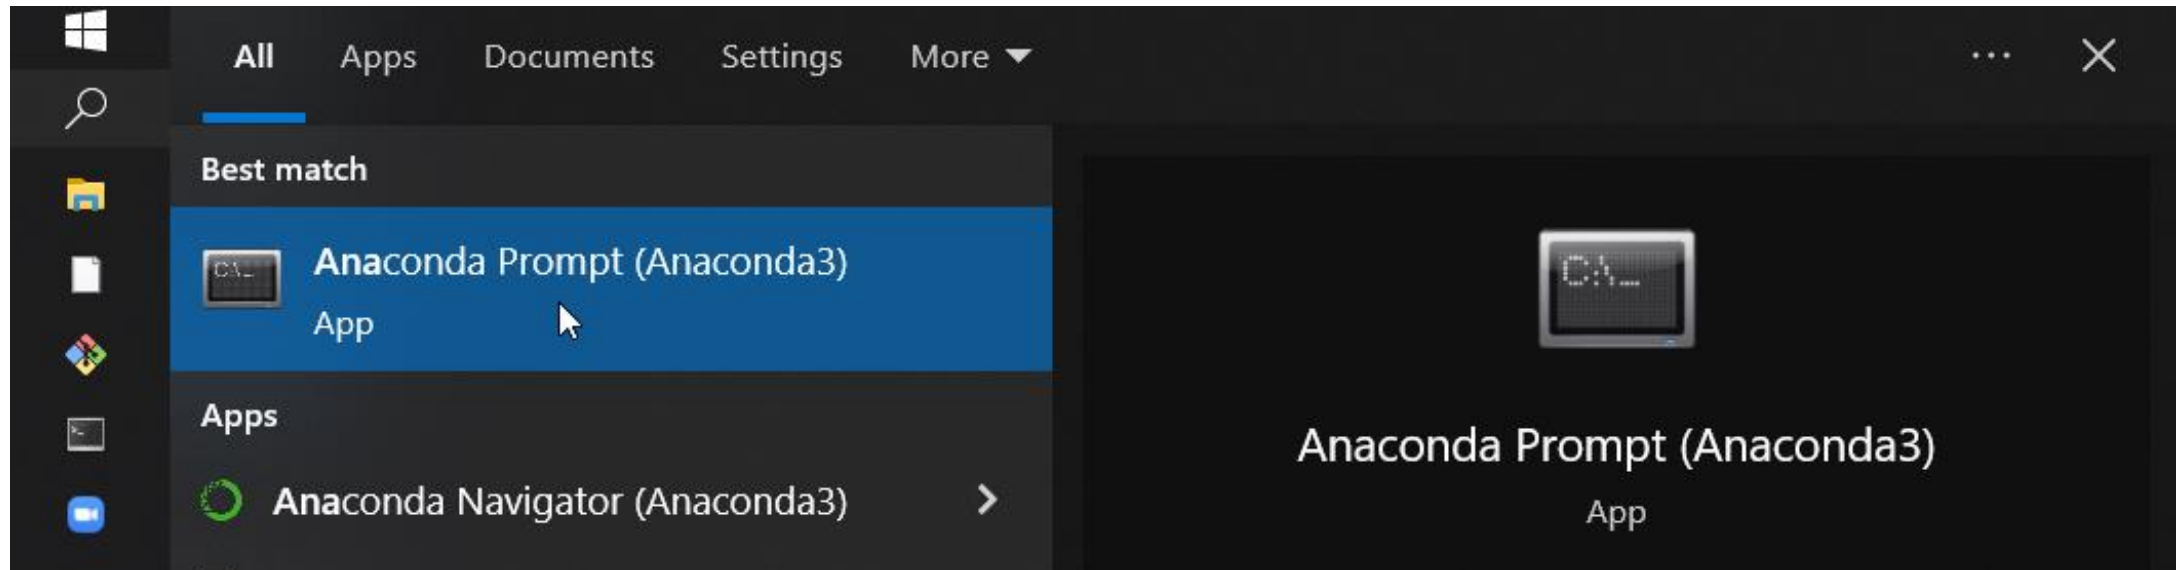 All Apps Documents Settings More
Best match
Anaconda Prompt (Anaconda3)
App
Apps
Anaconda Navigator (Anaconda3)
C:\_
Anaconda Prompt (Anaconda3)
App